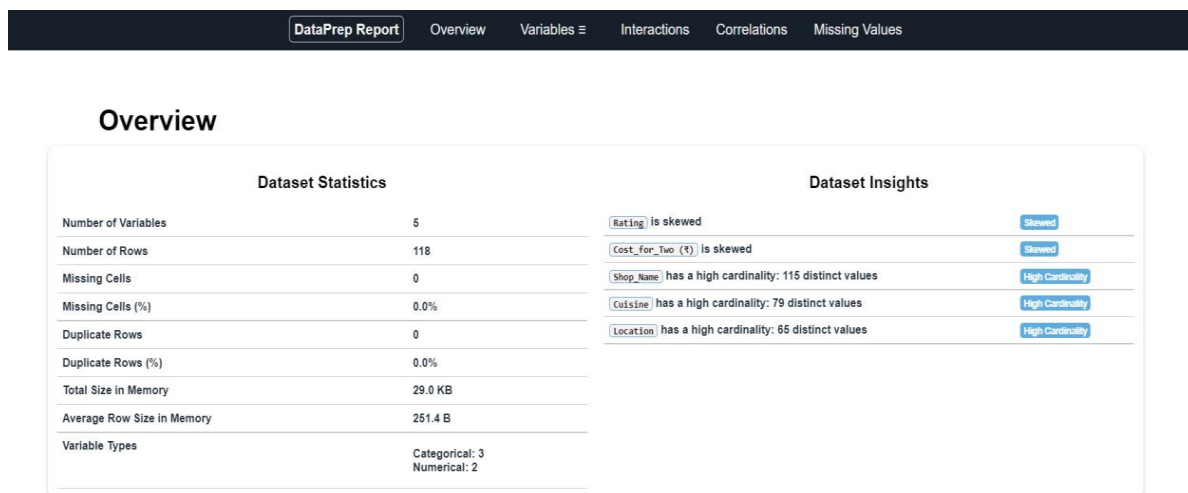 DataPrep Report Overview Variables ≡ Interactions Correlations Missing Values
Overview
Dataset Statistics
Number of Variables 5
Number of Rows 118
Missing Cells 0
Missing Cells (%) 0.0%
Duplicate Rows 0
Duplicate Rows (%) 0.0%
Total Size in Memory 29.0 KB
Average Row Size in Memory 251.4 B
Variable Types Categorical: 3
Numerical: 2
Dataset Insights
Rating is skewed Skewed
Cost_for_Two (₹) is skewed Skewed
Shop_Name has a high cardinality: 115 distinct values High Cardinality
Cuisine has a high cardinality: 79 distinct values High Cardinality
Location has a high cardinality: 65 distinct values High Cardinality